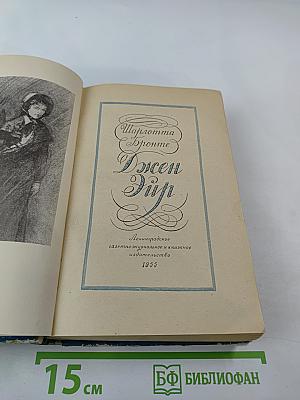 Шарлотта
Бронте
Джен
Эйр
Ленинградское
газетно-журнальное и книжное
издательство
1955
15 см
БФ БИБЛИОФАН